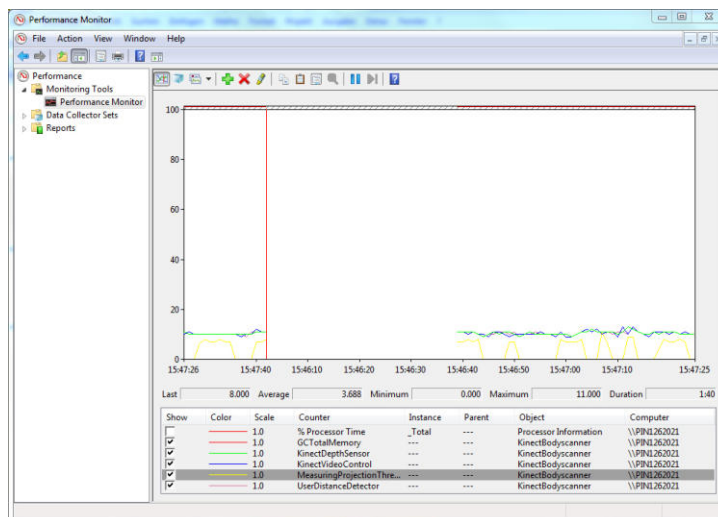 Performance Monitor
File Action View Window Help
Performance
Monitoring Tools
Performance Monitor
Data Collector Sets
Reports
100
80
60
40
20
0
15:47:26 15:47:40 15:46:10 15:46:20 15:46:30 15:46:40 15:46:50 15:47:00 15:47:10 15:47:25
Last 8.000 Average 3.688 Minimum 0.000 Maximum 11.000 Duration 1:40
Show Color Scale Counter Instance Parent Object Computer
1.0 % Processor Time _Total --- Processor Information \\PIN1262021
1.0 GCTotalMemory --- --- KinectBodyscanner \\PIN1262021
1.0 KinectDepthSensor --- --- KinectBodyscanner \\PIN1262021
1.0 KinectVideoControl --- --- KinectBodyscanner \\PIN1262021
1.0 MeasuringProjectionThre... --- --- KinectBodyscanner \\PIN1262021
1.0 UserDistanceDetector --- --- KinectBodyscanner \\PIN1262021